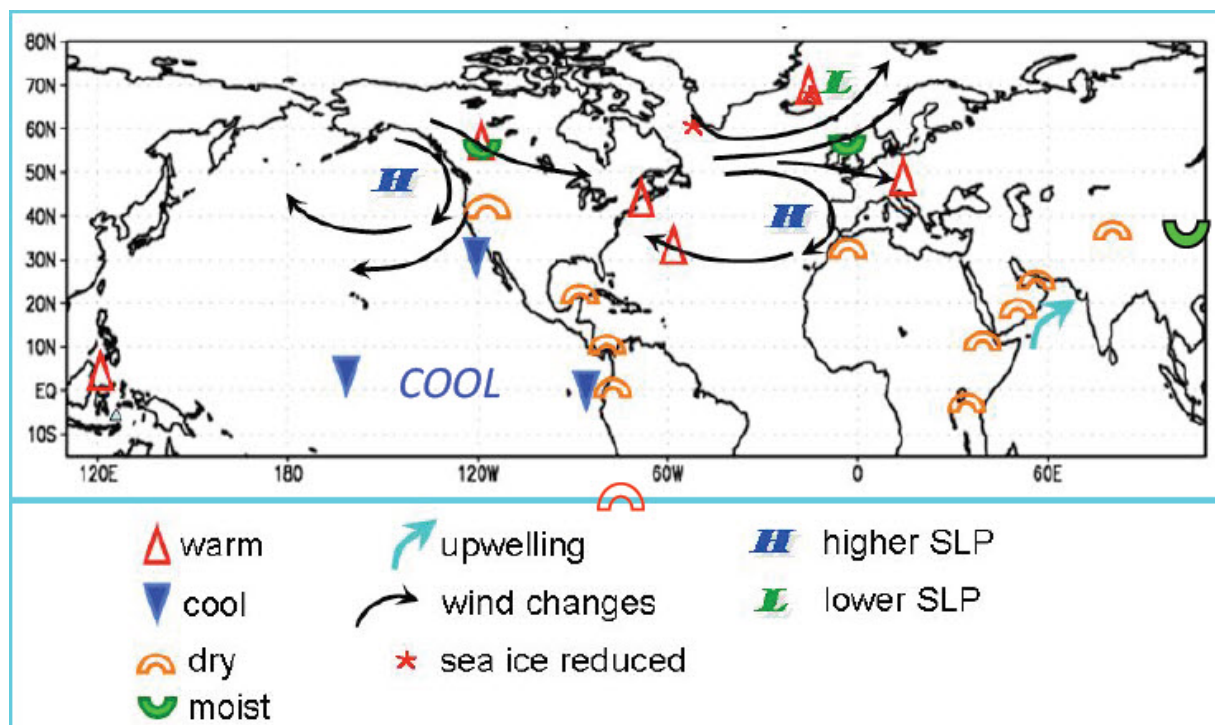 80N
70N
L
60N
50N
H
40N
H
30N
20N
10N
COOL
EQ
10S
120E 180 120W 60W 0 60E
warm upwelling H higher SLP
cool wind changes L lower SLP
dry sea ice reduced
moist